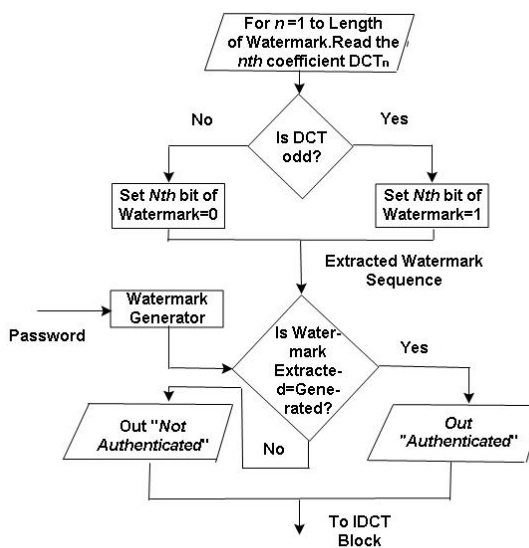 For n=1 to Length
of Watermark.Read the
nth coefficient DCTn
No
Yes
Is DCT
odd?
Set Nth bit of
Watermark=0
Set Nth bit of
Watermark=1
Extracted Watermark
Sequence
Watermark
Generator
Password
Is Water-
mark
Extracte-
d=Gene-
rated?
Yes
Out "Not
Authenticated"
No
Out
"Authenticated")
To IDCT
Block